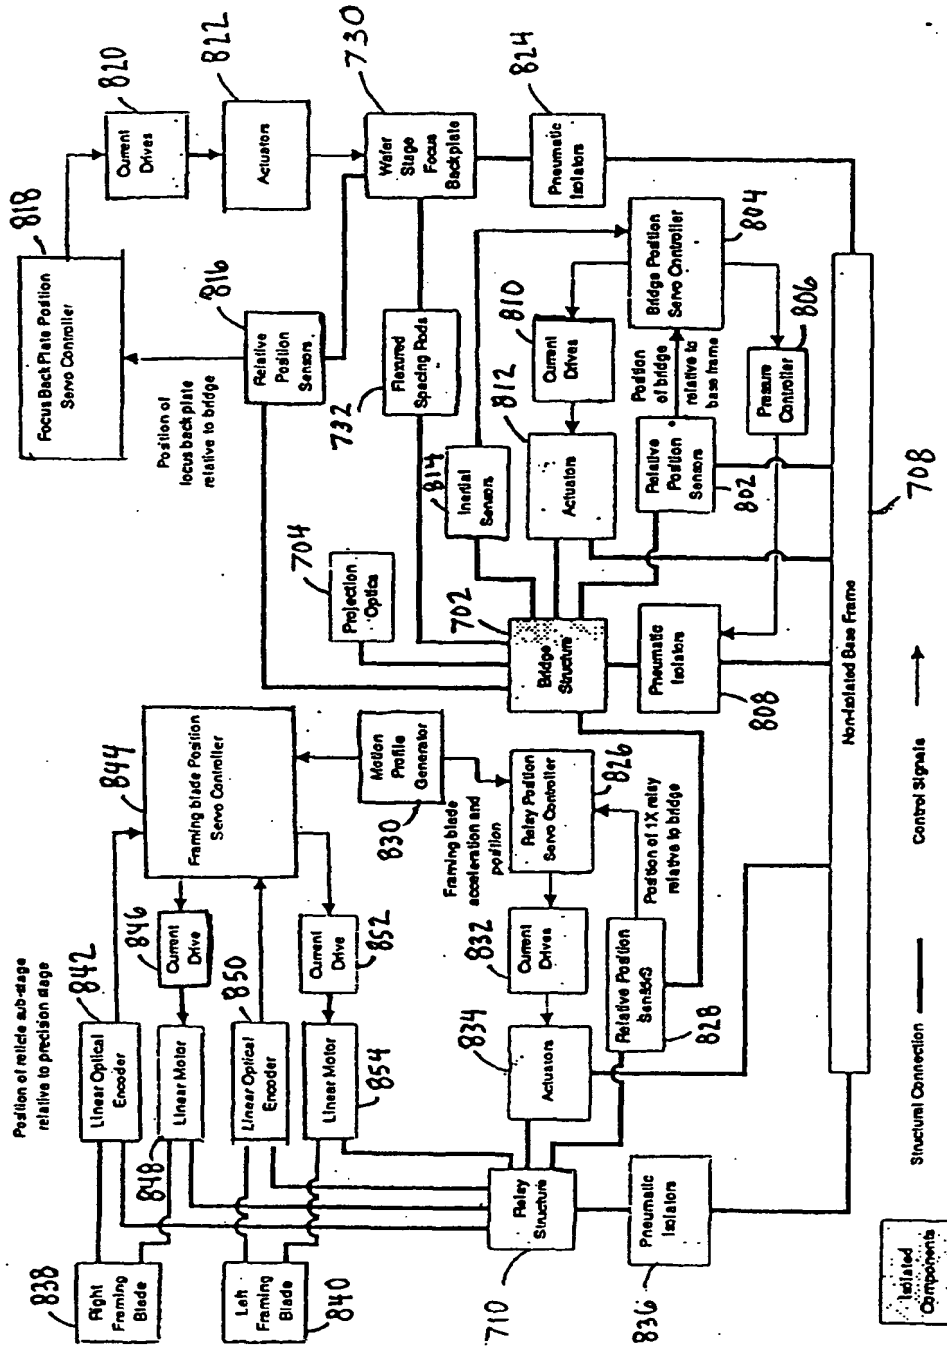 Position of reticle sub-stage
relative to precision stage
838
Right
Framing
Blade
842
Linear Optical
Encoder
846
Current
Drive
848
Linear Motor
844
Framing blade Position
Servo Controller
Left
Framing
Blade
840
850
Linear Optical
Encoder
Current
Drive
852
Linear Motor
854
Motion
Profile
Generator
830
Framing blade
acceleration and
position
Relay Position
Servo Controller
826
832
Current
Drives
834
Actuators
Position of 1X relay
relative to bridge
Relative Position
Sensors
828
Relay
Structure
710
Pneumatic
Isolators
836
Focus Back Plate Position
Servo Controller
818
Current
Drives
820
Actuators
822
Wafer
Stage
Focus
Backplate
730
Pneumatic
Isolators
824
Position of
focus backplate
relative to bridge
816
Relative
Position
Sensors
Flexured
Spacing Rods
732
704
Projection
Optics
702
Bridge
Structure
814
Inertial
Sensors
812
Actuators
810
Current
Drives
Bridge Position
Servo Controller
804
Position
of bridge
relative to
base frame
Relative
Position
Sensors
802
Pressure
Controller
806
Pneumatic
Isolators
808
Non-Isolated Base Frame
708
Structural Connection
Control Signals
Isolated
Components